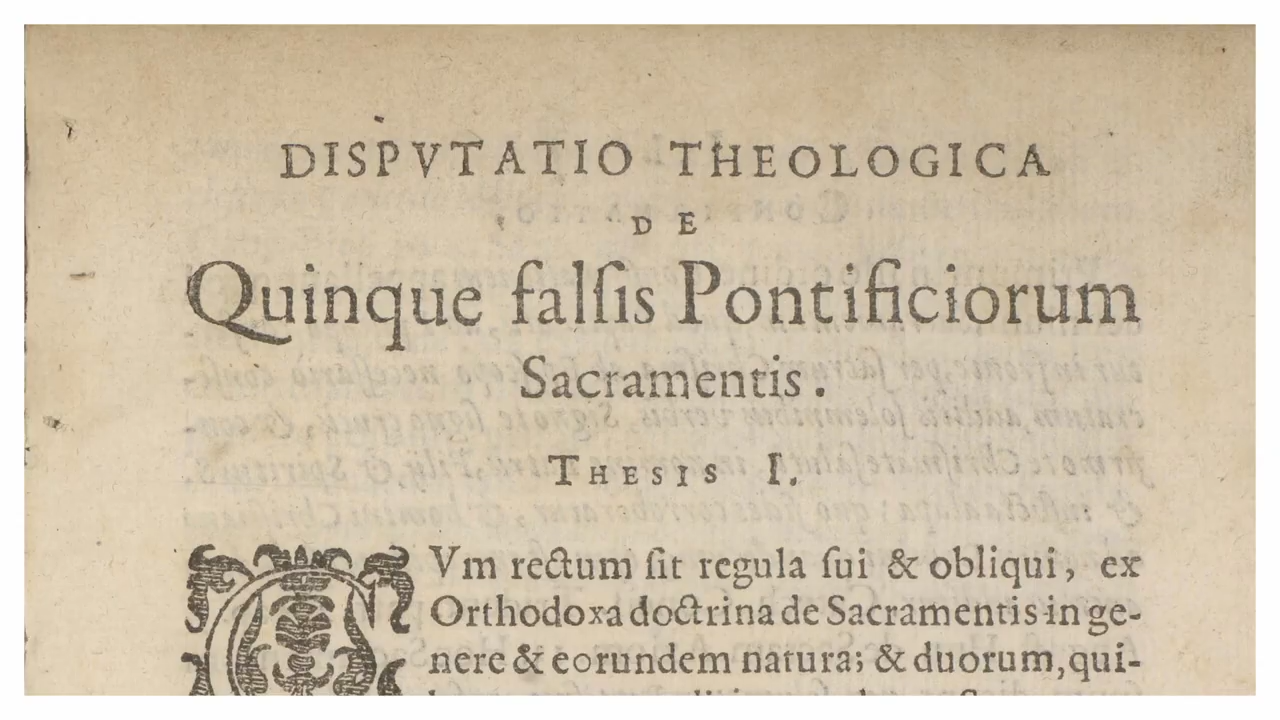 DISPVTATIO THEOLOGICA
DE
Quinque falſis Pontificiorum
Sacramentis.
THESIS I.
Vm rectum ſit regula ſui & obliqui, ex
Orthodoxa doctrina de Sacramentis in ge-
nere & eorundem natura; & duorum, qui-